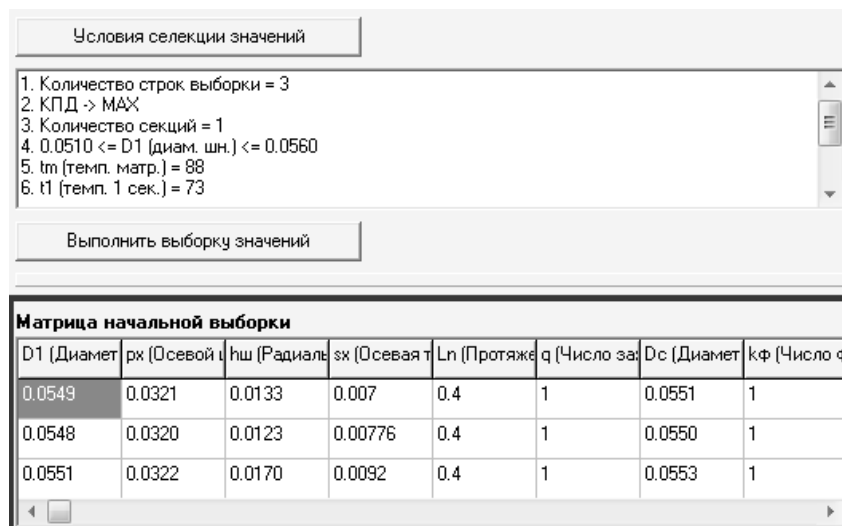 Условия селекции значений
1. Количество строк выборки = 3
2. КПД -> MAX
3. Количество секций = 1
4. 0.0510 <= D1 (диам. шн.) <= 0.0560
5. tm (темп. матр.) = 88
6. t1 (темп. 1 сек.) = 73
Выполнить выборку значений
Матрица начальной выборки
D1 (Диамет px (Осевой ш hш (Радиаль sx (Осевая т Ln (Протяже q (Число зах Dc (Диамет kф (Число ф
0.0549 0.0321 0.0133 0.007 0.4 1 0.0551 1
0.0548 0.0320 0.0123 0.00776 0.4 1 0.0550 1
0.0551 0.0322 0.0170 0.0092 0.4 1 0.0553 1